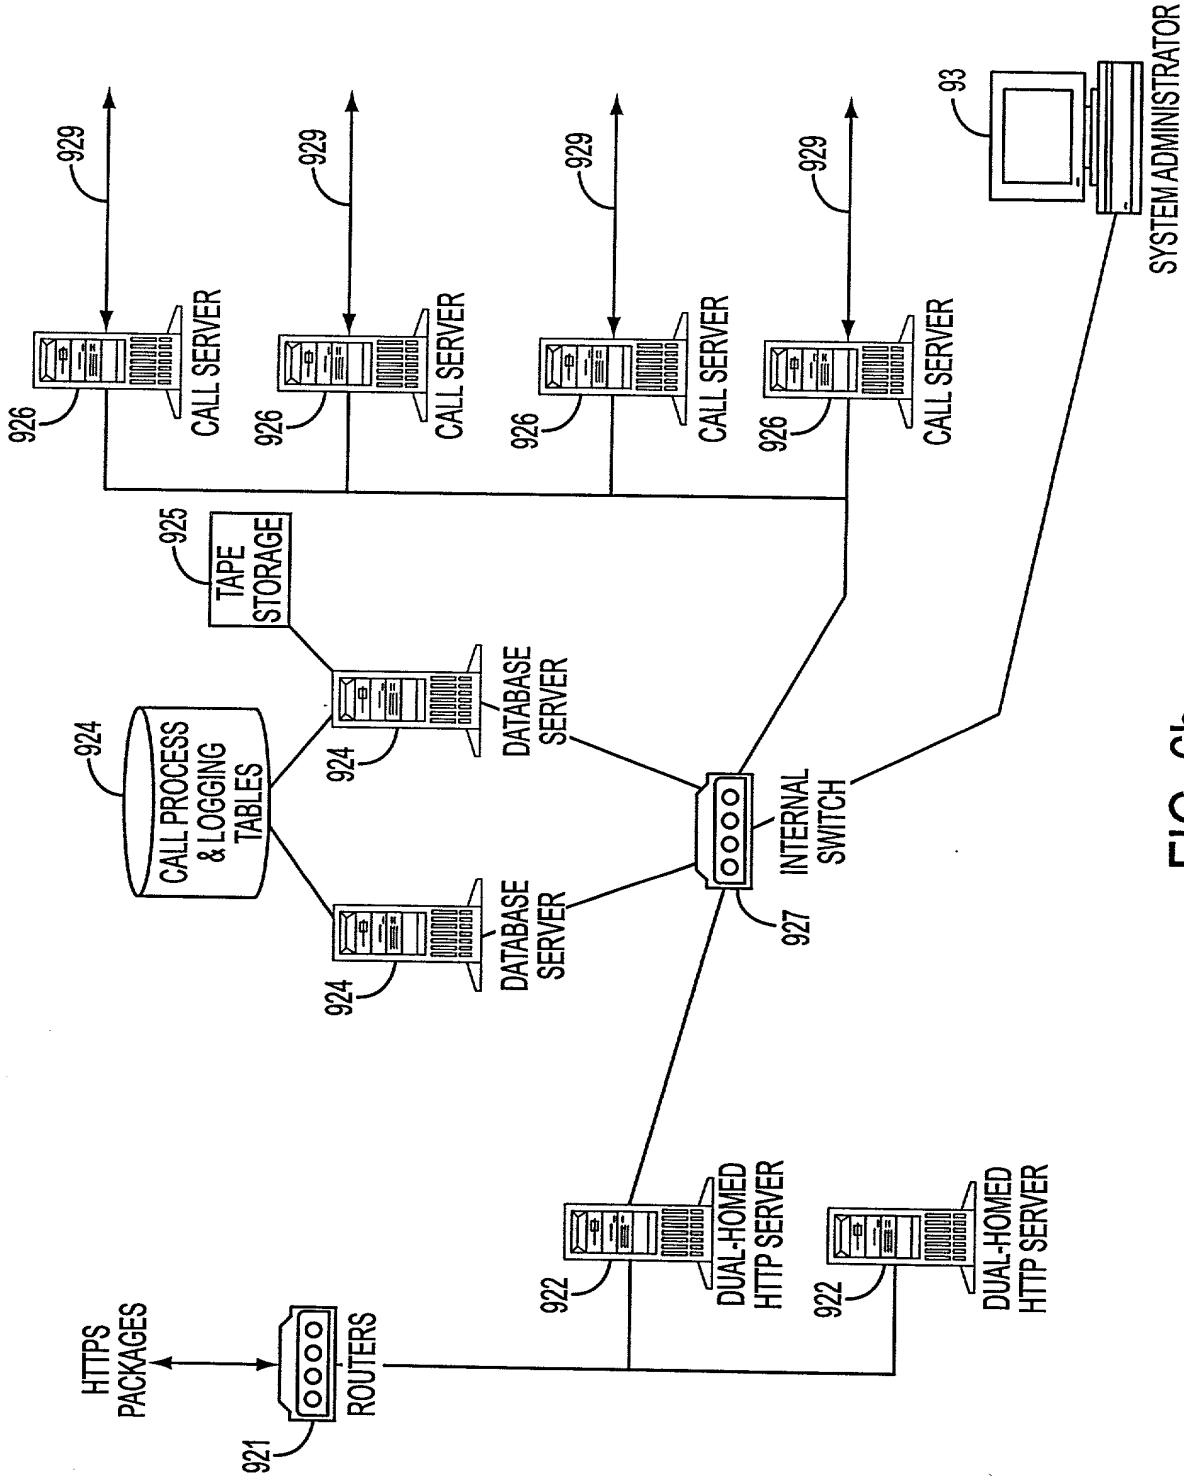 926
929
HTTPS
PACKAGES
924
CALL PROCESS
& LOGGING
TABLES
925
TAPE
STORAGE
CALL SERVER
921
ROUTERS
926
929
924
924
CALL SERVER
DATABASE
SERVER
DATABASE
SERVER
926
929
922
DUAL-HOMED
HTTP SERVER
CALL SERVER
927
INTERNAL
SWITCH
926
929
922
DUAL-HOMED
HTTP SERVER
CALL SERVER
93
SYSTEM ADMINISTRATOR
FIG